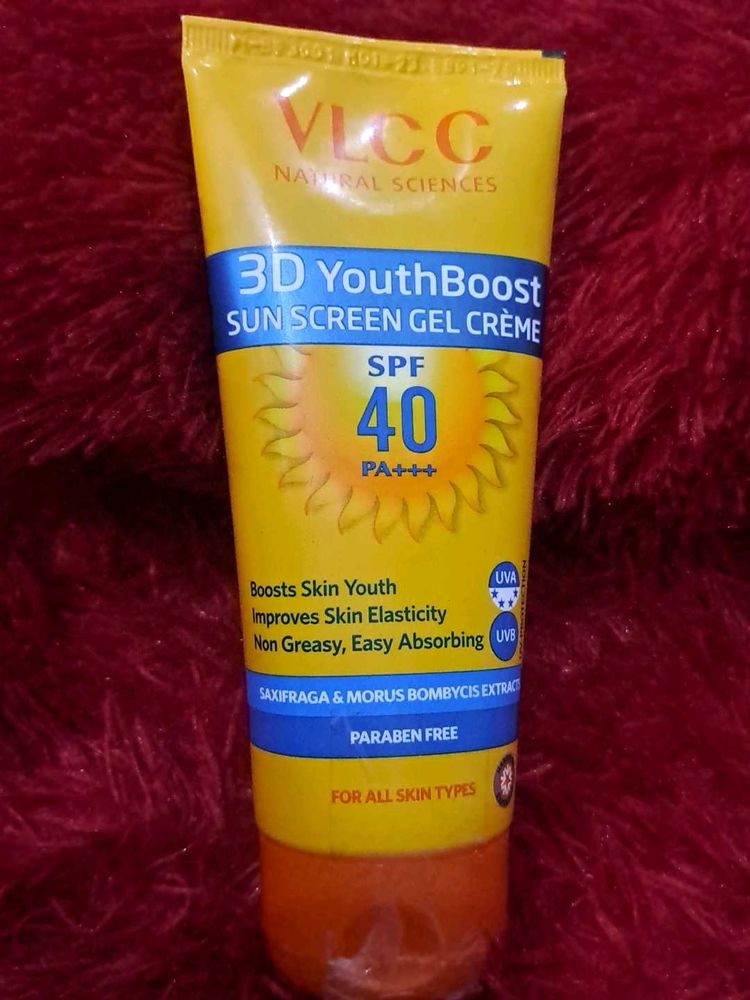 VLCC
NATURAL SCIENCES
3D YouthBoost
SUN SCREEN GEL CRÈME
SPF
40
PA+++
Boosts Skin Youth
Improves Skin Elasticity
Non Greasy, Easy Absorbing
UVA
UVB
SAXIFRAGA & MORUS BOMBYCIS EXTRACTS
PARABEN FREE
FOR ALL SKIN TYPES